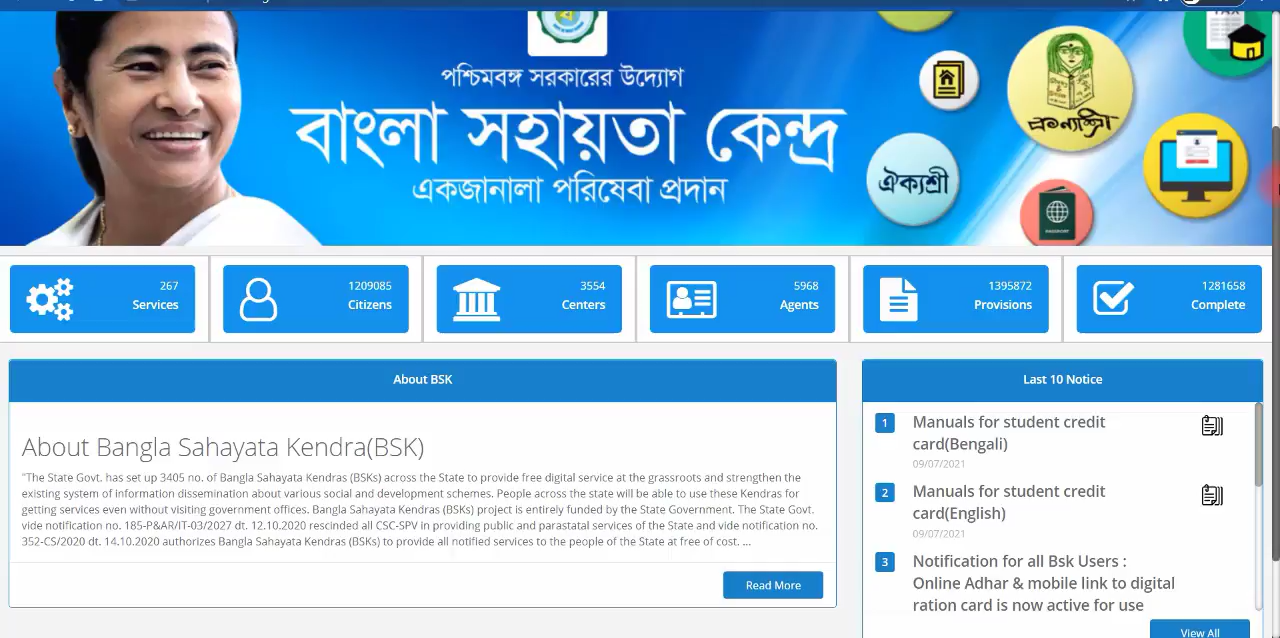 পশ্চিমবঙ্গ সরকারের উদ্যোগ
বাংলা সহায়তা কেন্দ্র
একজানালা পরিষেবা প্রদান
TAX
কন্যাশ্রী
ঐক্যশ্রী
PASSPORT
267
Services
1209085
Citizens
3554
Centers
5968
Agents
1395872
Provisions
1281658
Complete
About BSK
About Bangla Sahayata Kendra(BSK)
"The State Govt. has set up 3405 no. of Bangla Sahayata Kendras (BSKs) across the State to provide free digital service at the grassroots and strengthen the
existing system of information dissemination about various social and development schemes. People across the state will be able to use these Kendras for
getting services even without visiting government offices. Bangla Sahayata Kendras (BSKs) project is entirely funded by the State Government. The State Govt.
vide notification no. 185-P&AR/IT-03/2027 dt. 12.10.2020 rescinded all CSC-SPV in providing public and parastatal services of the State and vide notification no.
352-CS/2020 dt. 14.10.2020 authorizes Bangla Sahayata Kendras (BSKs) to provide all notified services to the people of the State at free of cost. ...
Read More
Last 10 Notice
1 Manuals for student credit
card(Bengali)
09/07/2021
2 Manuals for student credit
card(English)
09/07/2021
3 Notification for all Bsk Users :
Online Adhar & mobile link to digital
ration card is now active for use
View All